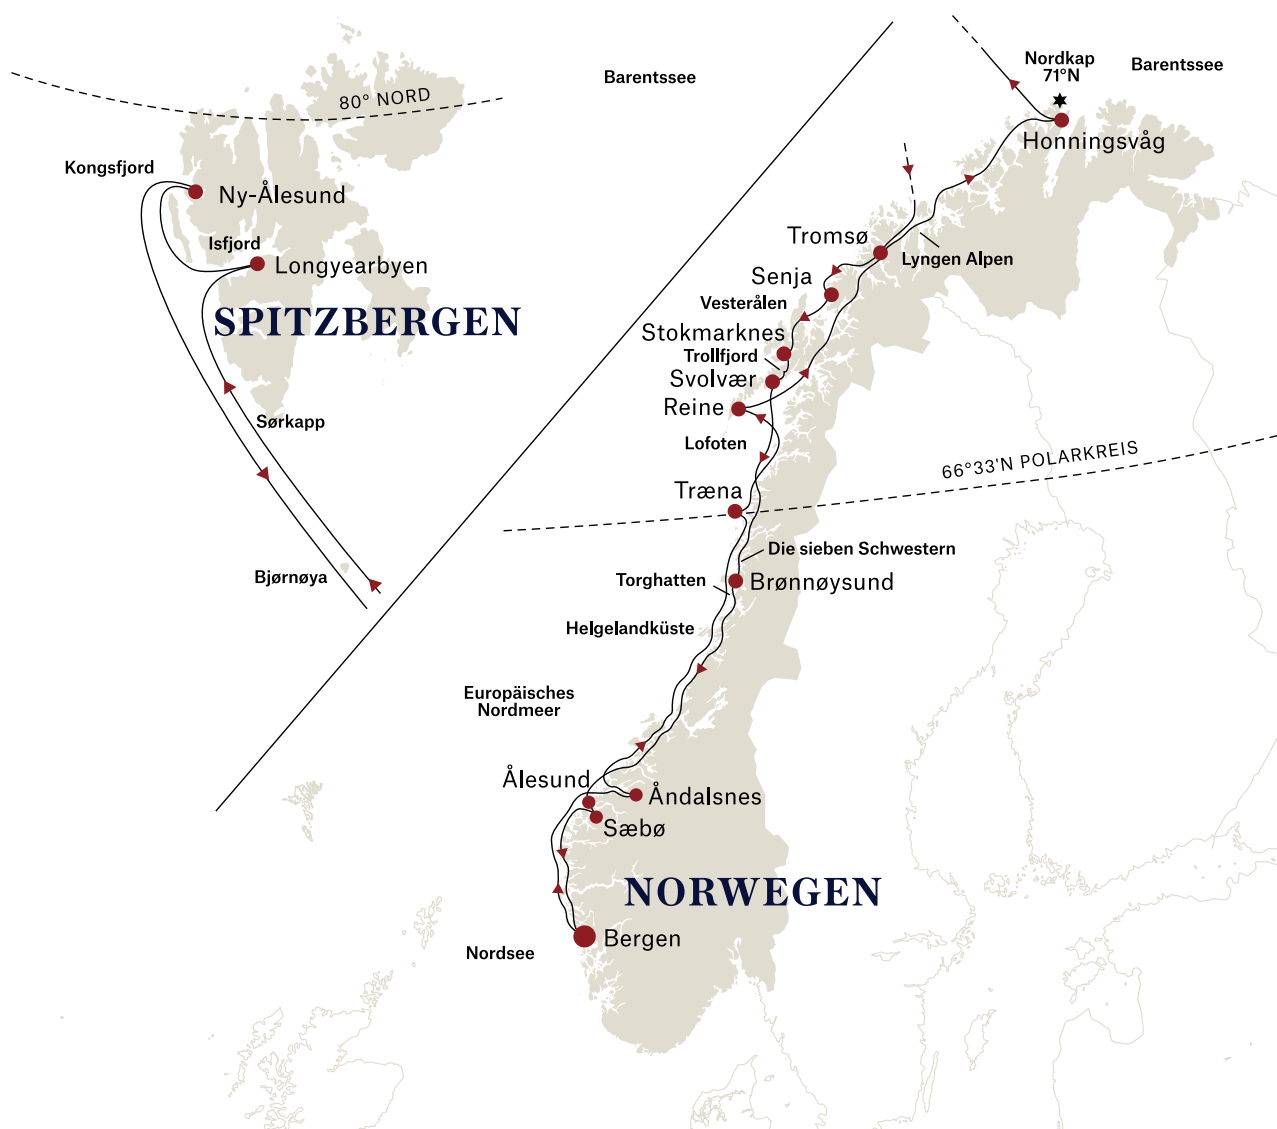 Barentssee
Nordkap
71°N
Barentssee
80° NORD
Honningsvåg
Kongsfjord
Ny-Ålesund
Isfjord
Longyearbyen
SPITZBERGEN
Tromsø
Lyngen Alpen
Senja
Vesterålen
Stokmarknes
Trollfjord
Svolvær
Reine
Sørkapp
Lofoten
66°33'N POLARKREIS
Træna
Die sieben Schwestern
Bjørnøya
Torghatten
Brønnøysund
Helgelandküste
Europäisches
Nordmeer
Ålesund
Åndalsnes
Sæbø
NORWEGEN
Bergen
Nordsee